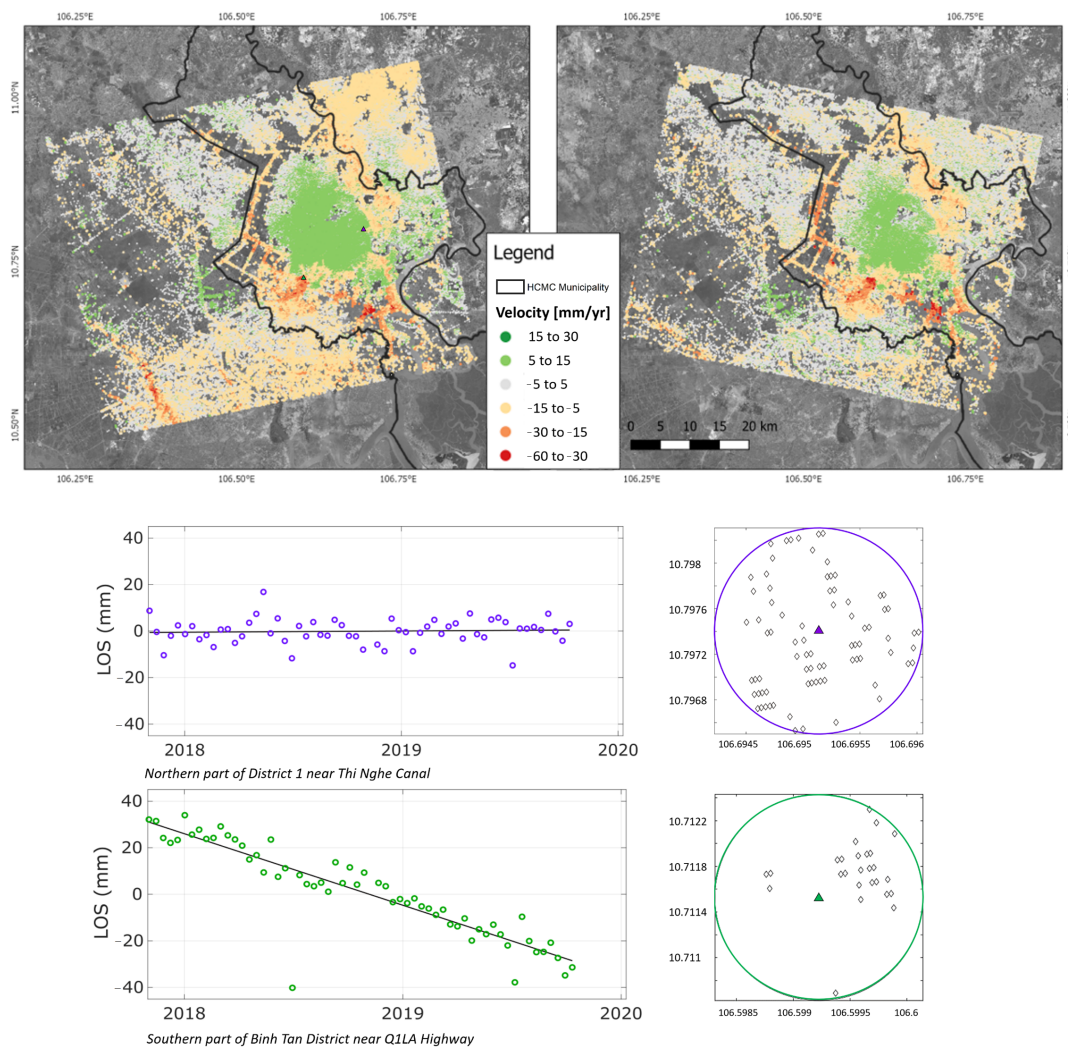 106.25°E 106.50°E 106.75°E 106.25°E 106.50°E 106.75°E
11.00°N
10.75°N
10.50°N
Legend
HCMC Municipality
Velocity [mm/yr]
15 to 30
5 to 15
-5 to 5
-15 to -5
-30 to -15
-60 to -30
0 5 10 15 20 km
106.25°E 106.50°E 106.75°E 106.25°E 106.50°E 106.75°E
LOS (mm)
40
20
0
-20
-40
2018 2019 2020
Northern part of District 1 near Thi Nghe Canal
10.798
10.7976
10.7972
10.7968
106.6945 106.695 106.6955 106.696
LOS (mm)
40
20
0
-20
-40
2018 2019 2020
Southern part of Binh Tan District near Q1LA Highway
10.7122
10.7118
10.7114
10.711
106.5985 106.599 106.5995 106.6